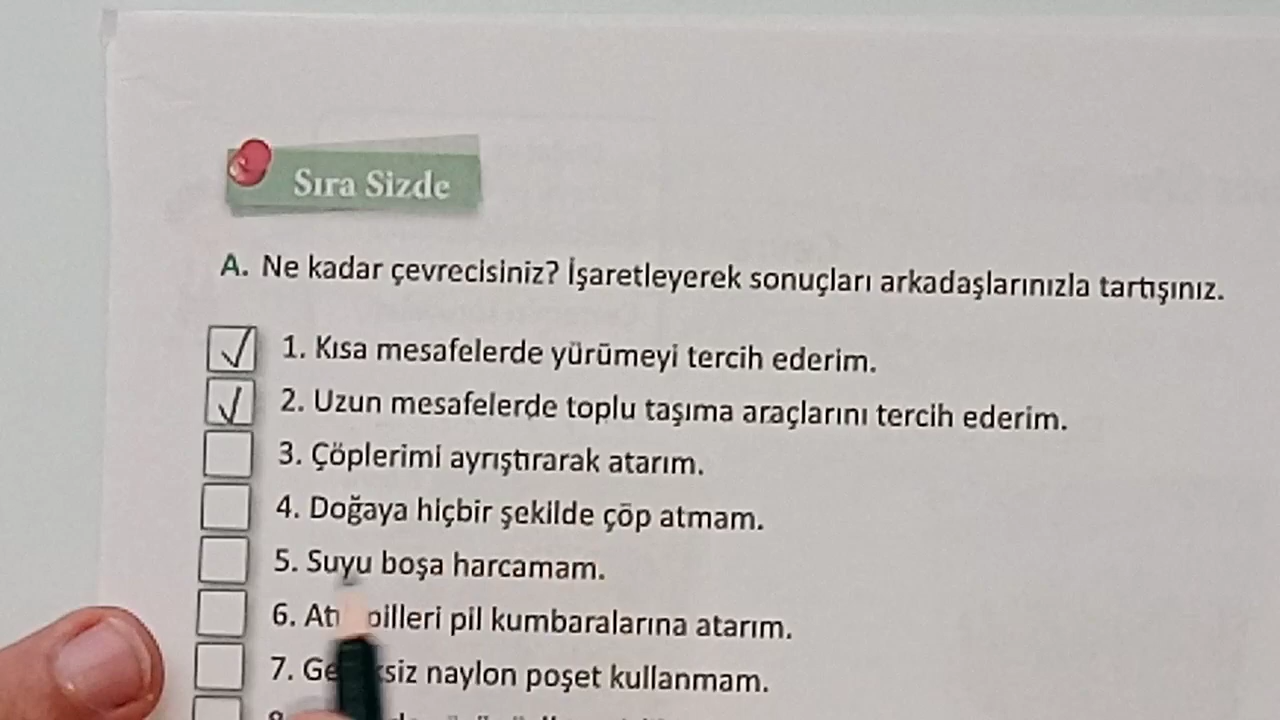 Sıra Sizde
A. Ne kadar çevrecisiniz? İşaretleyerek sonuçları arkadaşlarınızla tartışınız.
1. Kısa mesafelerde yürümeyi tercih ederim.
2. Uzun mesafelerde toplu taşıma araçlarını tercih ederim.
3. Çöplerimi ayrıştırarak atarım.
4. Doğaya hiçbir şekilde çöp atmam.
5. Suyu boşa harcamam.
6. pilleri pil kumbaralarına atarım.
7. naylon poşet kullanmam.